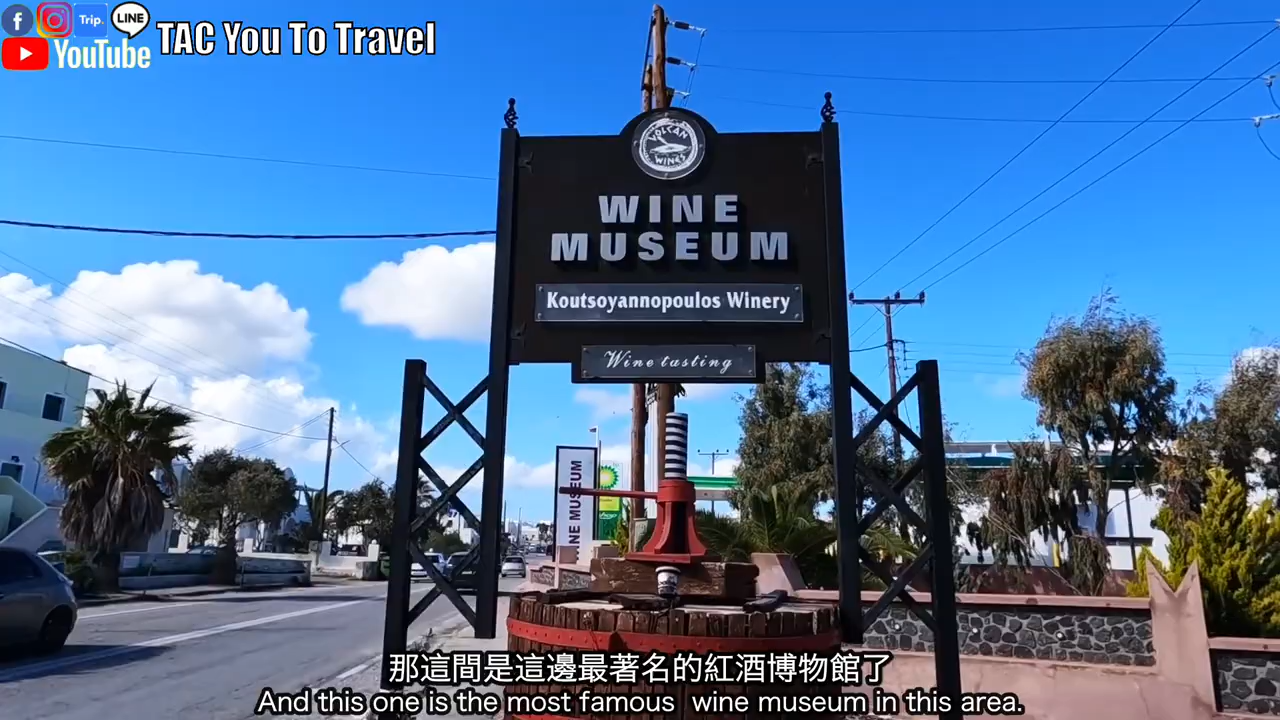 f
Trip.
LINE
YouTube
TAC You To Travel
VOLCAN
WINES
WINE
MUSEUM
Koutsoyannopoulos Winery
Wine tasting
NE MUSEUM
bp
那這間是這邊最著名的紅酒博物館了
And this one is the most famous wine museum in this area.